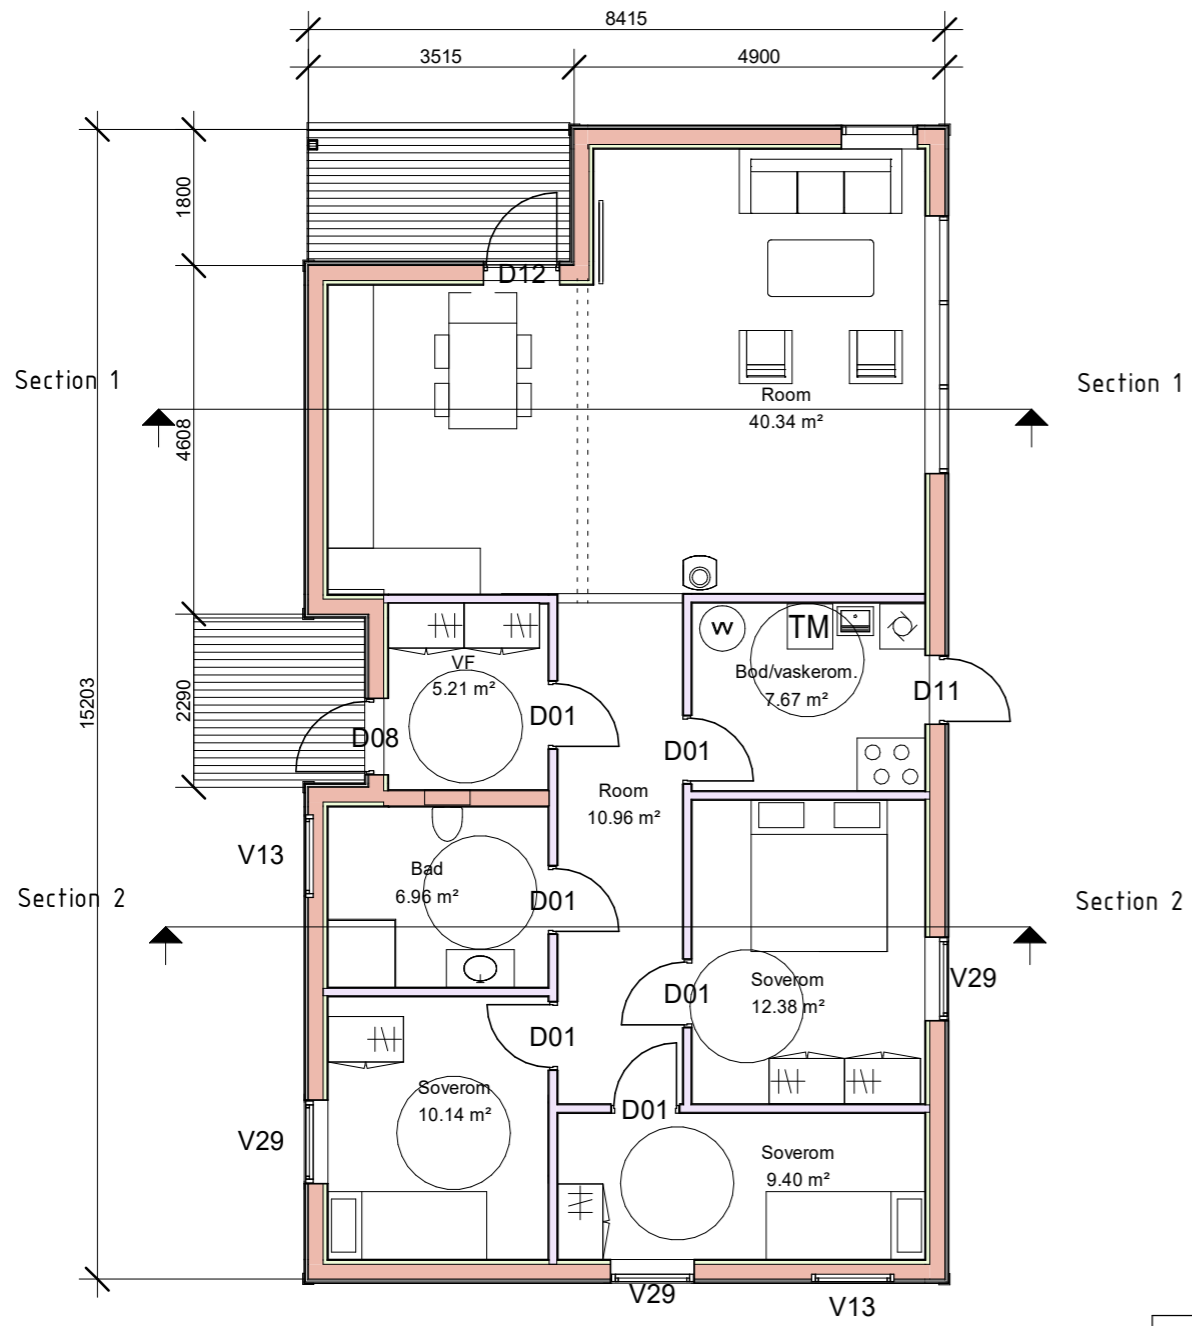 8415
3515
4900
1800
D12
Section 1
Section 1
Room
40.34 m²
4608
15203
2290
W
TM
VF
5.21 m²
Bod/vaskerom.
7.67 m²
D11
D01
D08
D01
Room
10.96 m²
V13
Bad
6.96 m²
D01
Section 2
Section 2
Soverom
12.38 m²
V29
D01
D01
Soverom
10.14 m²
D01
V29
Soverom
9.40 m²
V29
V13